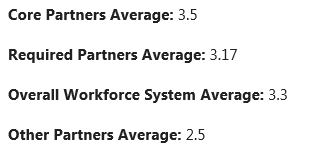 Core Partners Average: 3.5
Required Partners Average: 3.17
Overall Workforce System Average: 3.3
Other Partners Average: 2.5